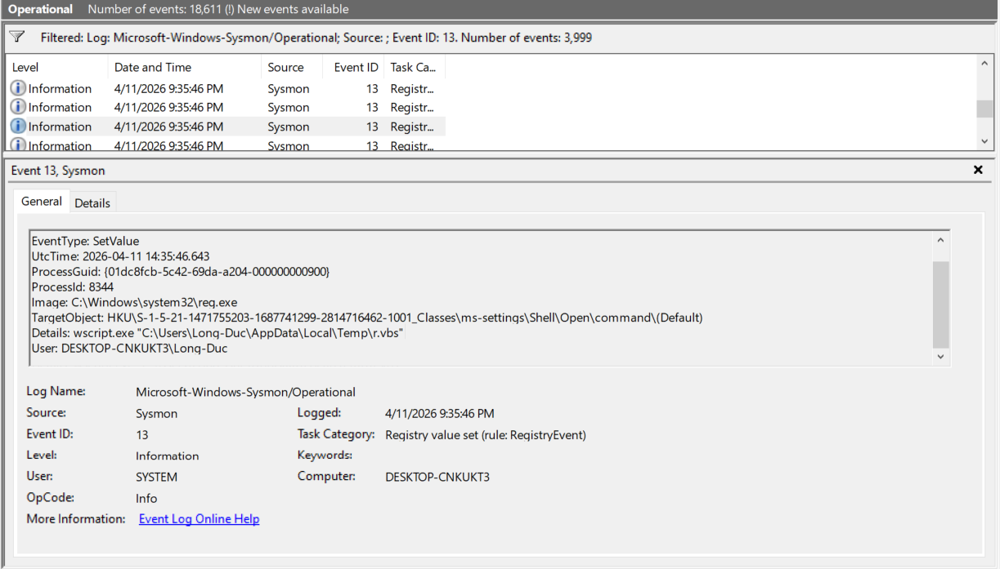 Operational Number of events: 18,611 (!) New events available
Filtered: Log: Microsoft-Windows-Sysmon/Operational; Source: ; Event ID: 13. Number of events: 3,999
Level Date and Time Source Event ID Task Ca...
Information 4/11/2026 9:35:46 PM Sysmon 13 Registr...
Information 4/11/2026 9:35:46 PM Sysmon 13 Registr...
Information 4/11/2026 9:35:46 PM Sysmon 13 Registr...
Information 4/11/2026 9:35:46 PM Sysmon 13 Registr...
Event 13, Sysmon
General Details
EventType: SetValue
UtcTime: 2026-04-11 14:35:46.643
ProcessGuid: {01dc8fcb-5c42-69da-a204-000000000900}
ProcessId: 8344
Image: C:\Windows\system32\reg.exe
TargetObject: HKU\S-1-5-21-1471755203-1687741299-2814716462-1001_Classes\ms-settings\Shell\Open\command\(Default)
Details: wscript.exe "C:\Users\Long-Duc\AppData\Local\Temp\r.vbs"
User: DESKTOP-CNKUKT3\Long-Duc
Log Name: Microsoft-Windows-Sysmon/Operational
Source: Sysmon Logged: 4/11/2026 9:35:46 PM
Event ID: 13 Task Category: Registry value set (rule: RegistryEvent)
Level: Information Keywords:
User: SYSTEM Computer: DESKTOP-CNKUKT3
OpCode: Info
More Information: Event Log Online Help